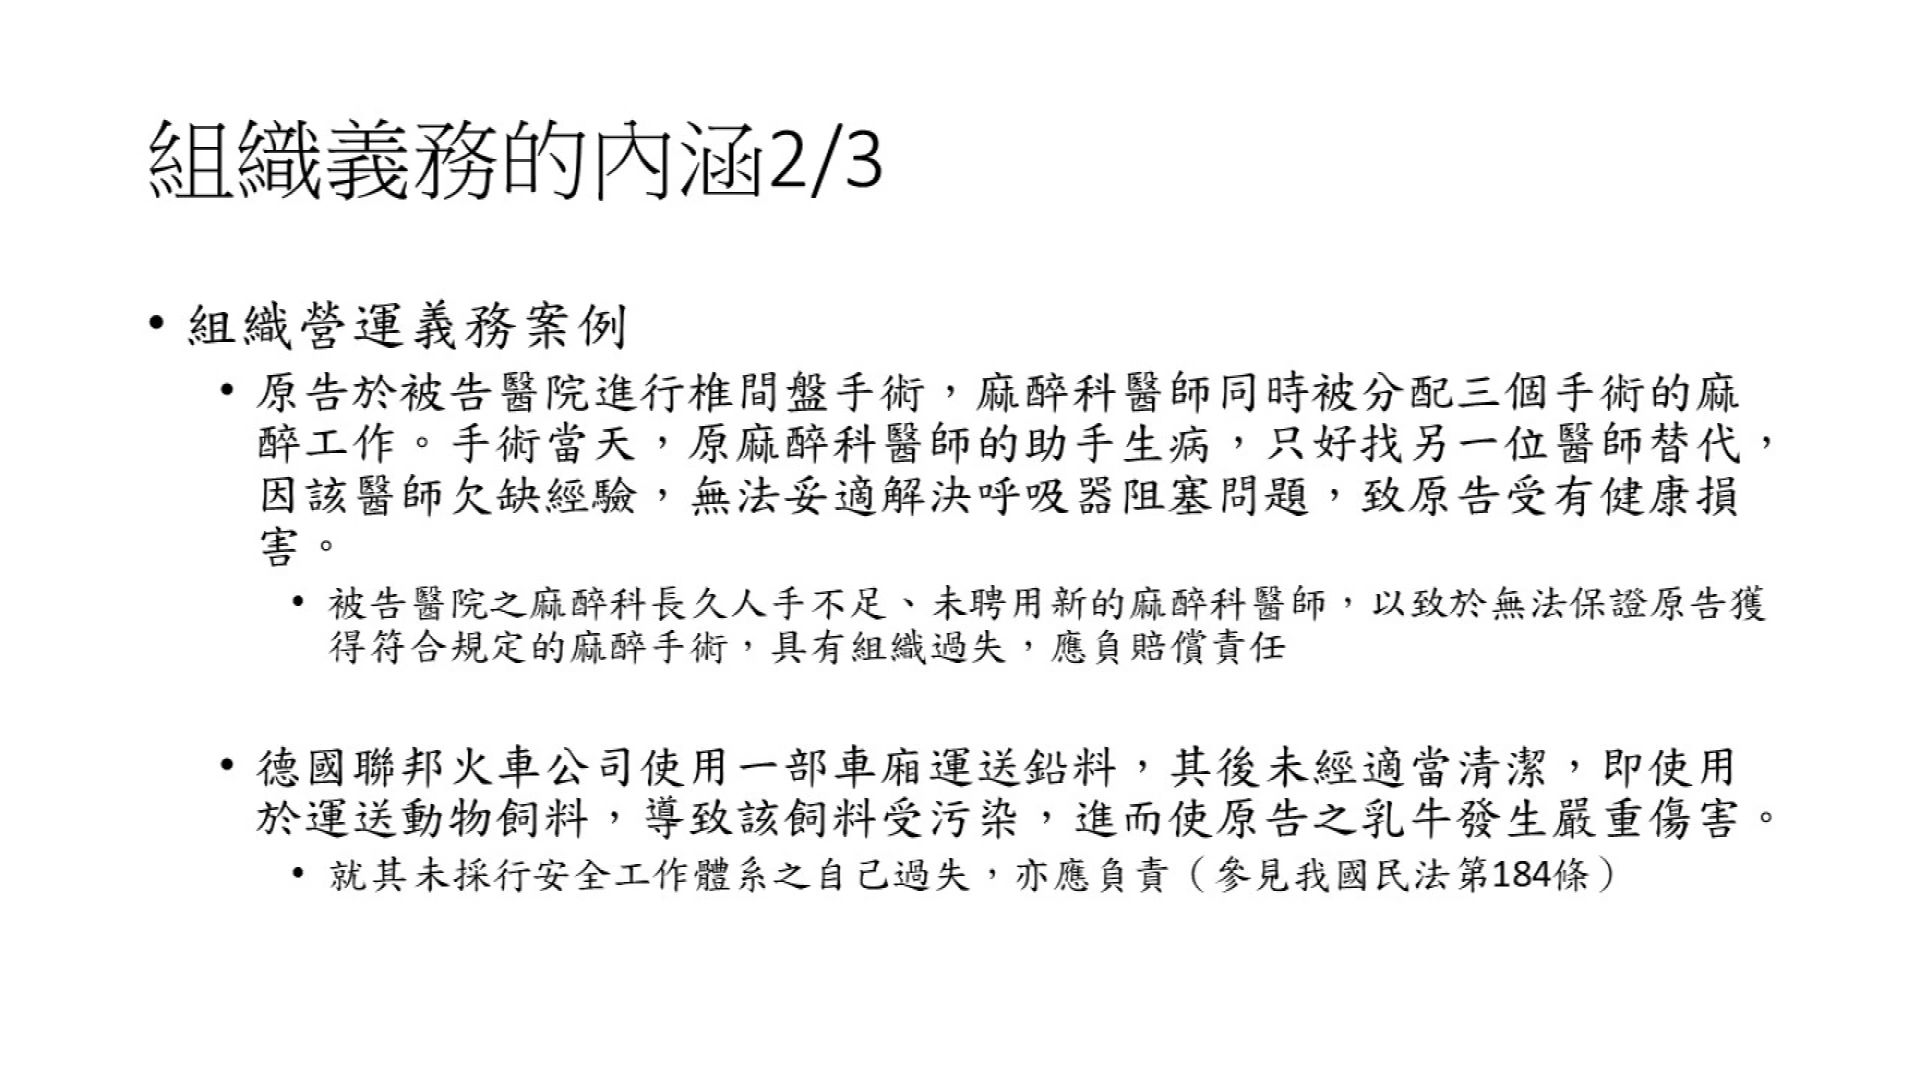 組織義務的內涵2/3
• 組織營運義務案例
• 原告於被告醫院進行椎間盤手術，麻醉科醫師同時被分配三個手術的麻
醉工作。手術當天，原麻醉科醫師的助手生病，只好找另一位醫師替代，
因該醫師欠缺經驗，無法妥適解決呼吸器阻塞問題，致原告受有健康損
害。
• 被告醫院之麻醉科長久人手不足、未聘用新的麻醉科醫師，以致於無法保證原告獲
得符合規定的麻醉手術，具有組織過失，應負賠償責任
• 德國聯邦火車公司使用一部車廂運送鉛料，其後未經適當清潔，即使用
於運送動物飼料，導致該飼料受污染，進而使原告之乳牛發生嚴重傷害。
• 就其未採行安全工作體系之自己過失，亦應負責（參見我國民法第184條）